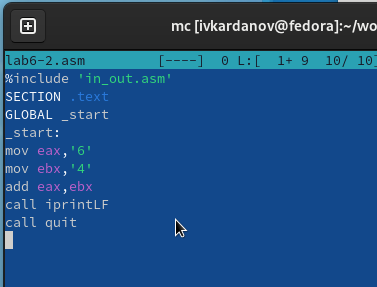 mc [ivkardanov@fedora]:~/wo
lab6-2.asm [----] 0 L:[ 1+ 9 10/ 10]
%include 'in_out.asm'
SECTION .text
GLOBAL _start
_start:
mov eax,'6'
mov ebx,'4'
add eax,ebx
call iprintLF
call quit